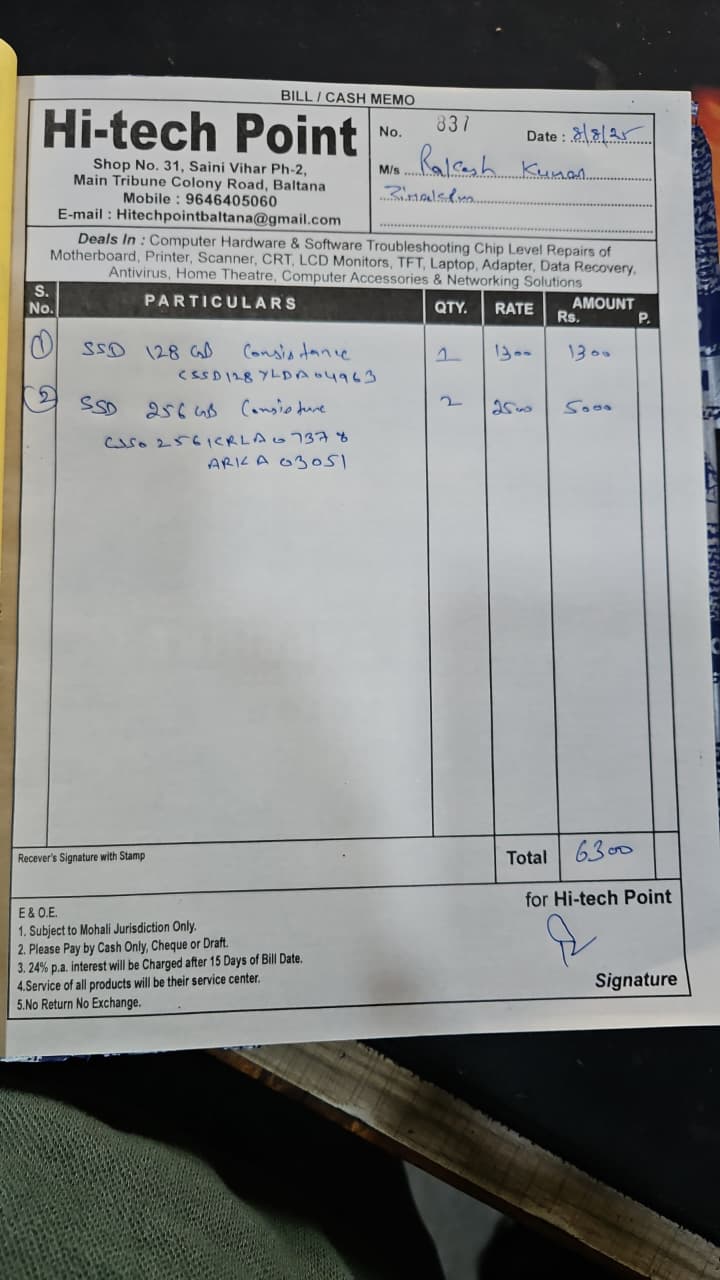 BILL / CASH MEMO
Hi-tech Point
Shop No. 31, Saini Vihar Ph-2,
Main Tribune Colony Road, Baltana
Mobile : 9646405060
E-mail : Hitechpointbaltana@gmail.com
No. 837
Date : 8/8/25
M/s Rakesh Kumar
Deals In : Computer Hardware & Software Troubleshooting Chip Level Repairs of
Motherboard, Printer, Scanner, CRT, LCD Monitors, TFT, Laptop, Adapter, Data Recovery,
Antivirus, Home Theatre, Computer Accessories & Networking Solutions
S. No. PARTICULARS QTY. RATE AMOUNT Rs. P.
1 SSD 128 GB 1 1300 1300
CSSD128YLDA04963
2 SSD 256 GB 2 2500 5000
ARKA03051
Recever's Signature with Stamp
Total 6300
for Hi-tech Point
E & O.E.
1. Subject to Mohali Jurisdiction Only.
2. Please Pay by Cash Only, Cheque or Draft.
3. 24% p.a. interest will be Charged after 15 Days of Bill Date.
4.Service of all products will be their service center.
5.No Return No Exchange.
Signature